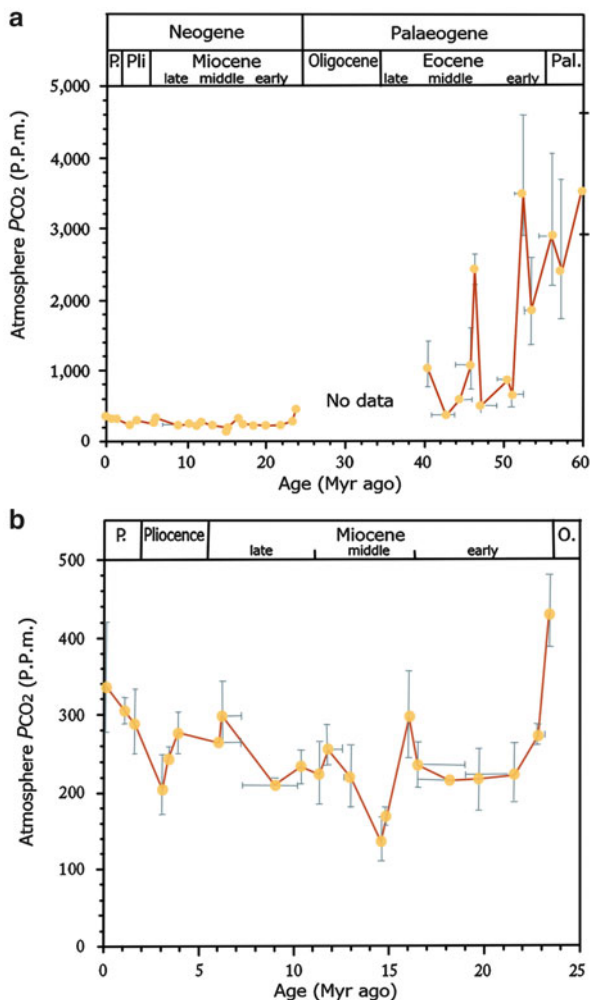 a
Neogene Palaeogene
P. Pli Miocene Oligocene Eocene Pal.
late middle early late middle early
5,000
4,000
3,000
2,000
1,000
0
Atmosphere PCO2 (P.P.m.)
No data
0 10 20 30 40 50 60
Age (Myr ago)
b
P. Pliocence Miocene O.
late middle early
500
400
300
200
100
0
Atmosphere PCO2 (P.P.m.)
0 5 10 15 20 25
Age (Myr ago)